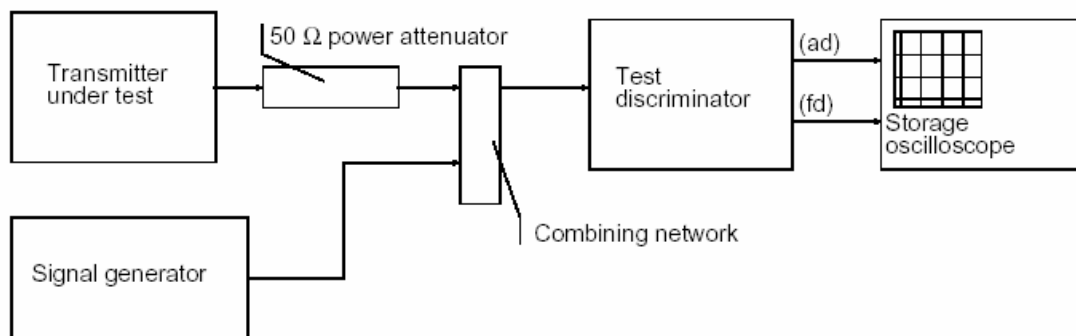 50 Ω power attenuator
Transmitter
under test
Test
discriminator
(ad)
(fd)
Storage
oscilloscope
Combining network
Signal generator